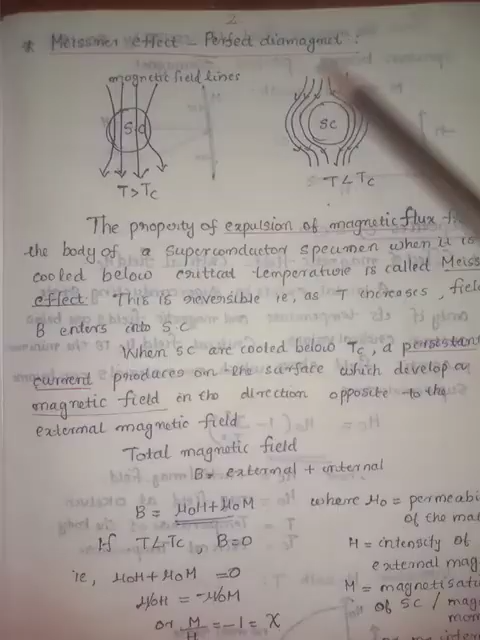 2
* Meissner effect - Perfect diamagnet :
magnetic field lines
S.C
SC
T > Tc
T < Tc
The property of expulsion of magnetic flux
the body of a superconductor specimen when it is
cooled below critical temperature is called Meiss
effect. This is reversible ie, as T increases, field
B enters into S.C
When SC are cooled below Tc, a persistant
current produces on the surface which develop a
magnetic field in the direction opposite to the
external magnetic field
Total magnetic field
B = external + internal
B = μ0H + μ0M
where μ0 = permeabi
of the mat
If T < Tc, B = 0
H = intensity of
external mag
ie, μ0H + μ0M = 0
M = magnetisati
μ0H = -μ0M
of SC / mag
mom
or M/H = -1 = χ